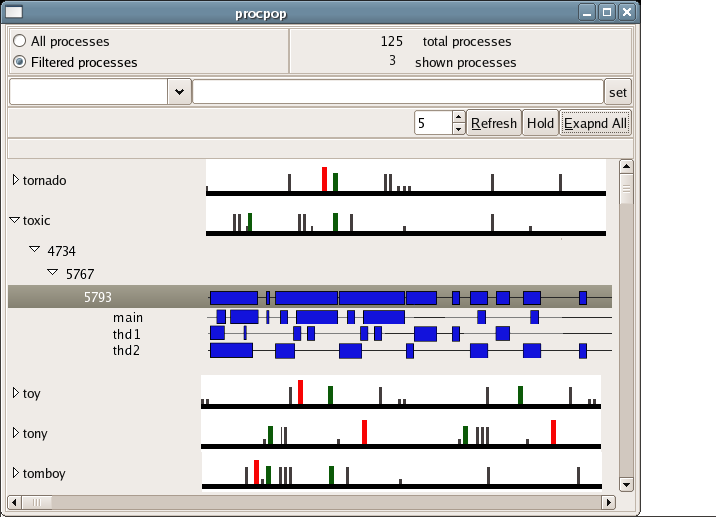 procpop
All processes 125 total processes
Filtered processes 3 shown processes
set
5 Refresh Hold Exapnd All
tornado
toxic
4734
5767
5793
main
thd1
thd2
toy
tony
tomboy